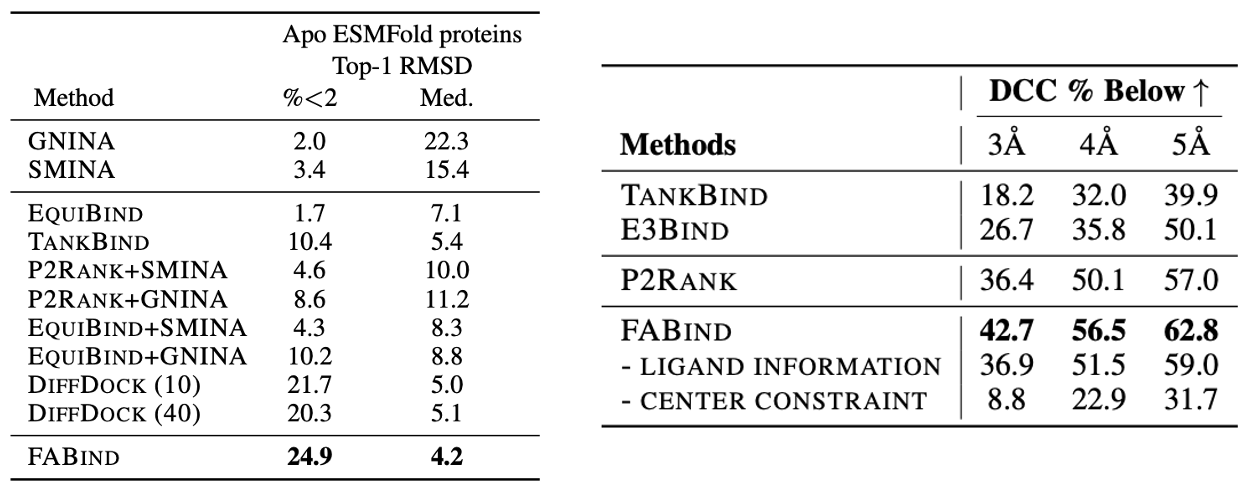 Apo ESMFold proteins
Top-1 RMSD
Method %<2 Med.
GNINA 2.0 22.3
SMINA 3.4 15.4
EQUIBIND 1.7 7.1
TANKBIND 10.4 5.4
P2RANK+SMINA 4.6 10.0
P2RANK+GNINA 8.6 11.2
EQUIBIND+SMINA 4.3 8.3
EQUIBIND+GNINA 10.2 8.8
DIFFDOCK (10) 21.7 5.0
DIFFDOCK (40) 20.3 5.1
FABIND 24.9 4.2
DCC % Below ↑
Methods 3Å 4Å 5Å
TANKBIND 18.2 32.0 39.9
E3BIND 26.7 35.8 50.1
P2RANK 36.4 50.1 57.0
FABIND 42.7 56.5 62.8
- LIGAND INFORMATION 36.9 51.5 59.0
- CENTER CONSTRAINT 8.8 22.9 31.7